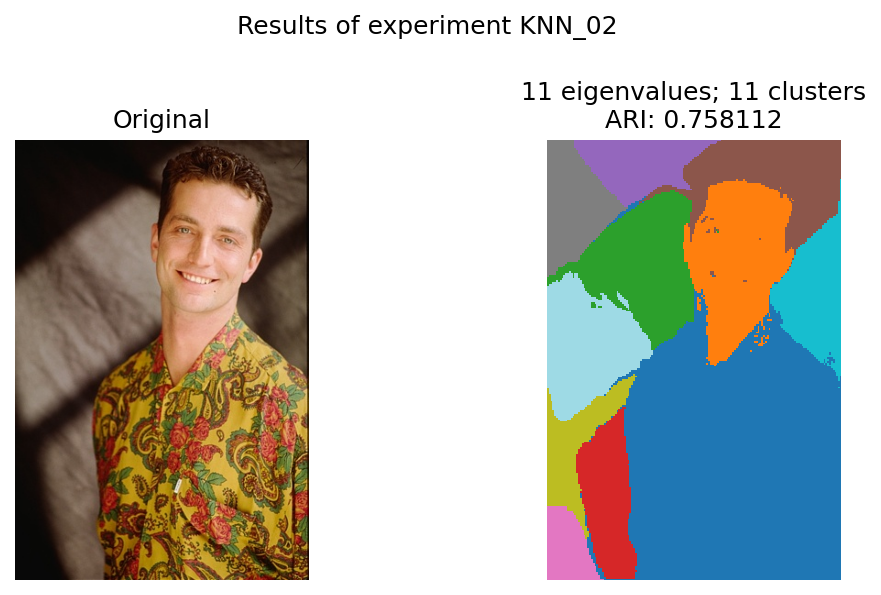 Results of experiment KNN_02
Original
11 eigenvalues; 11 clusters
ARI: 0.758112